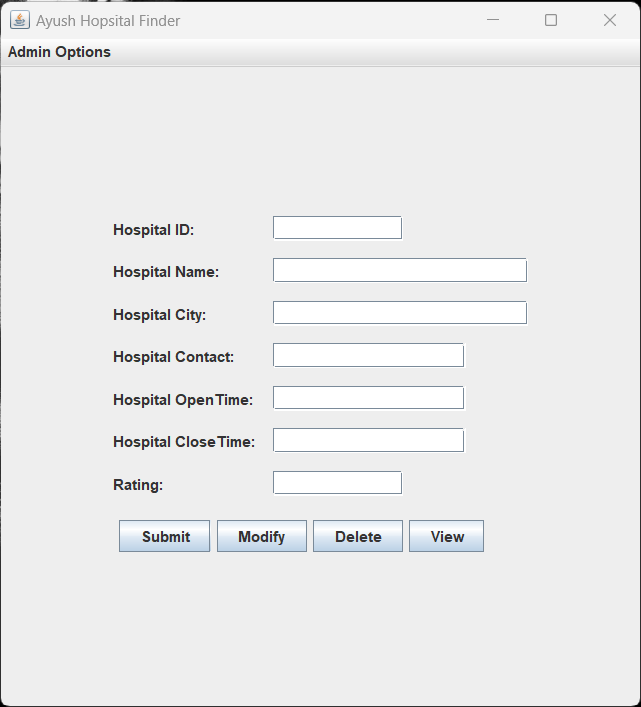 Ayush Hopsital Finder
Admin Options
Hospital ID:
Hospital Name:
Hospital City:
Hospital Contact:
Hospital OpenTime:
Hospital CloseTime:
Rating:
Submit Modify Delete View